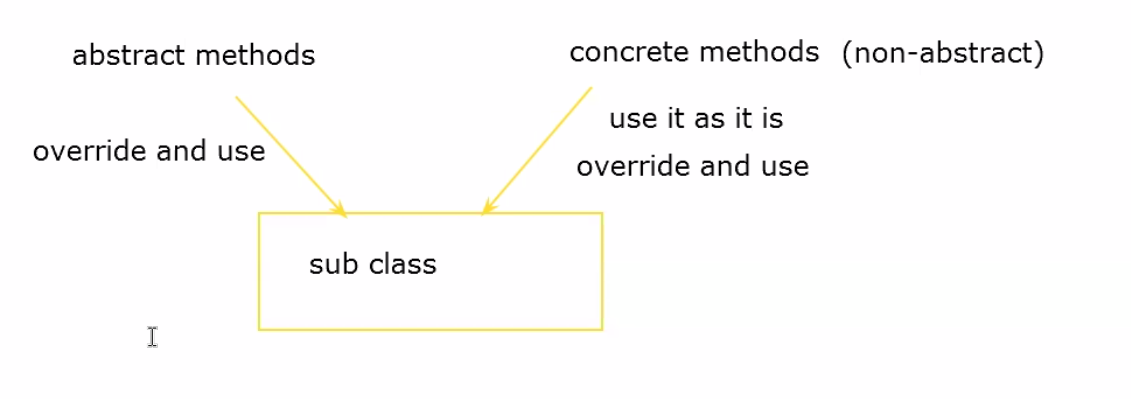 abstract methods
concrete methods (non-abstract)
override and use
use it as it is
override and use
sub class